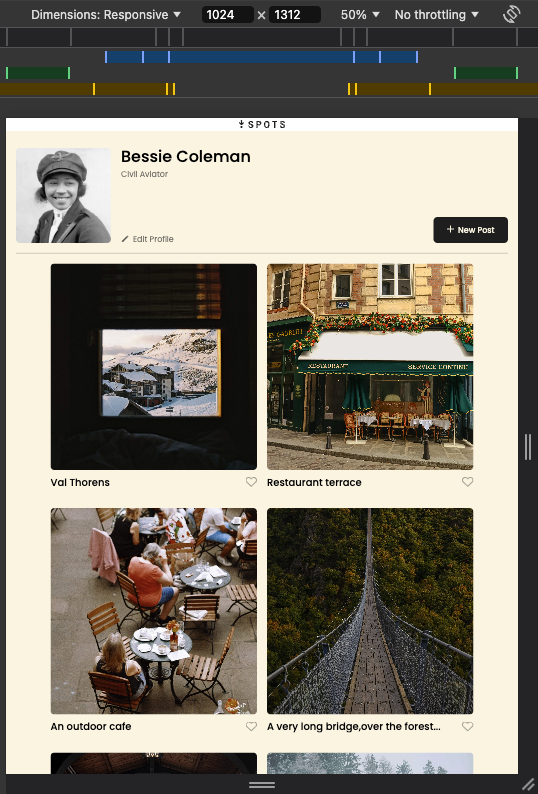 Dimensions: Responsive 1024 × 1312 50% No throttling
SPOTS
Bessie Coleman
Civil Aviator
Edit Profile
+ New Post
RESTAURANT SERVICE CONTINU
Val Thorens
Restaurant terrace
An outdoor cafe
A very long bridge,over the forest...